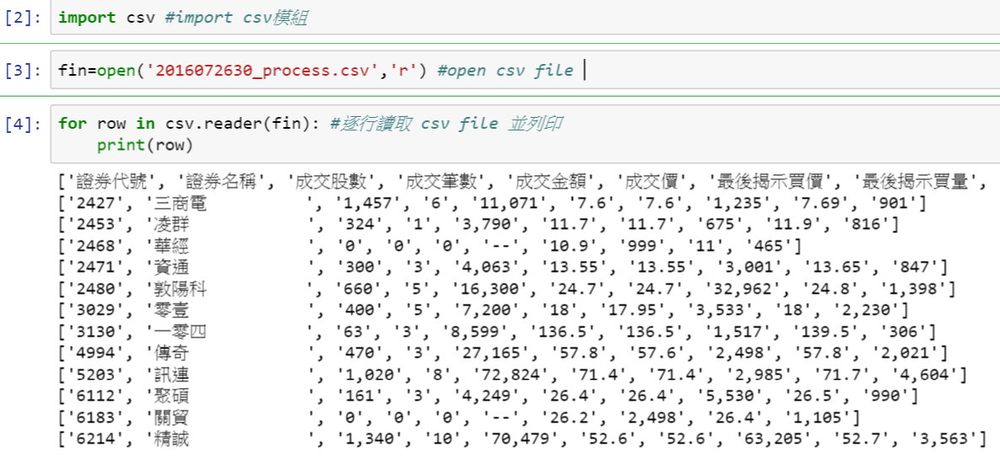 [2]: import csv #import csv模組
[3]: fin=open('2016072630_process.csv','r') #open csv file
[4]: for row in csv.reader(fin): #逐行讀取 csv file 並列印
print(row)
['證券代號', '證券名稱', '成交股數', '成交筆數', '成交金額', '成交價', '最後揭示買價', '最後揭示買量',
['2427', '三商電 ', '1,457', '6', '11,071', '7.6', '7.6', '1,235', '7.69', '901']
['2453', '凌群 ', '324', '1', '3,790', '11.7', '11.7', '675', '11.9', '816']
['2468', '華經 ', '0', '0', '0', '--', '10.9', '999', '11', '465']
['2471', '資通 ', '300', '3', '4,063', '13.55', '13.55', '3,001', '13.65', '847']
['2480', '敦陽科 ', '660', '5', '16,300', '24.7', '24.7', '32,962', '24.8', '1,398']
['3029', '零壹 ', '400', '5', '7,200', '18', '17.95', '3,533', '18', '2,230']
['3130', '一零四 ', '63', '3', '8,599', '136.5', '136.5', '1,517', '139.5', '306']
['4994', '傳奇 ', '470', '3', '27,165', '57.8', '57.6', '2,498', '57.8', '2,021']
['5203', '訊連 ', '1,020', '8', '72,824', '71.4', '71.4', '2,985', '71.7', '4,604']
['6112', '聚碩 ', '161', '3', '4,249', '26.4', '26.4', '5,530', '26.5', '990']
['6183', '關貿 ', '0', '0', '0', '--', '26.2', '2,498', '26.4', '1,105']
['6214', '精誠 ', '1,340', '10', '70,479', '52.6', '52.6', '63,205', '52.7', '3,563']